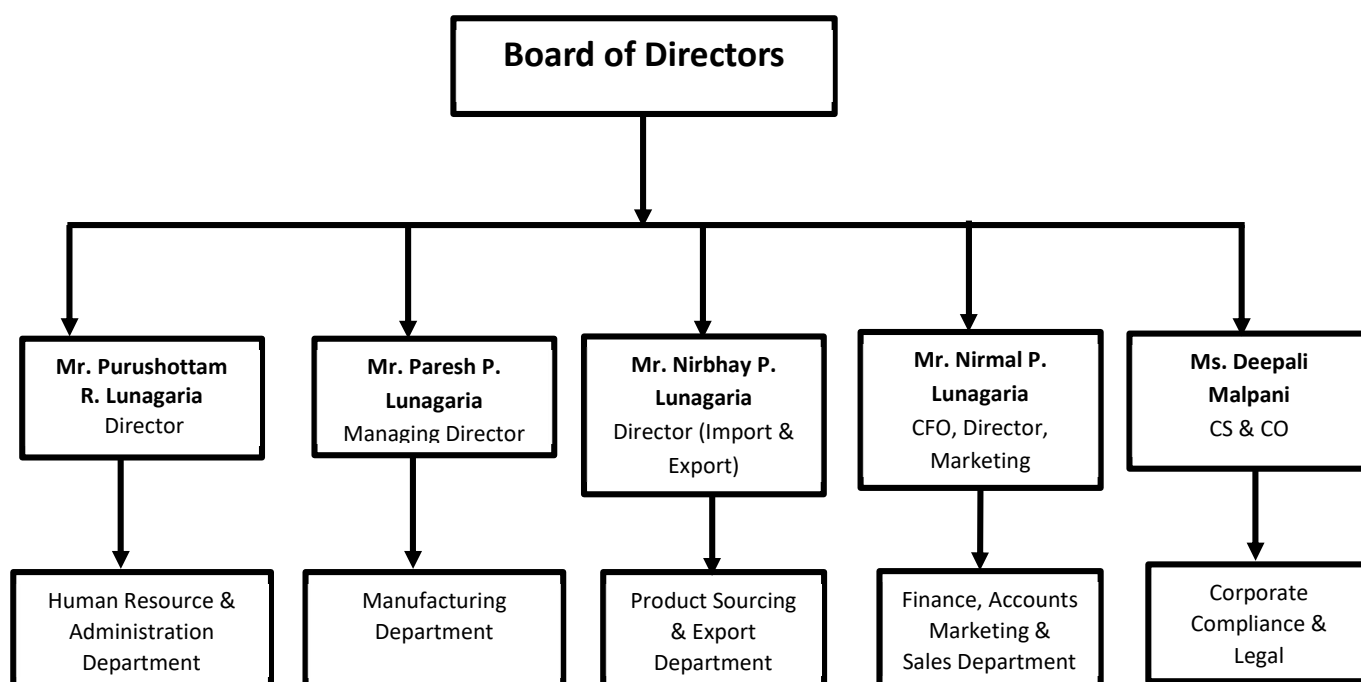 Board of Directors
Mr. Purushottam
R. Lunagaria
Director
Mr. Paresh P.
Lunagaria
Managing Director
Mr. Nirbhay P.
Lunagaria
Director (Import &
Export)
Mr. Nirmal P.
Lunagaria
CFO, Director,
Marketing
Ms. Deepali
Malpani
CS & CO
Human Resource &
Administration
Department
Manufacturing
Department
Product Sourcing
& Export
Department
Finance, Accounts
Marketing &
Sales Department
Corporate
Compliance &
Legal